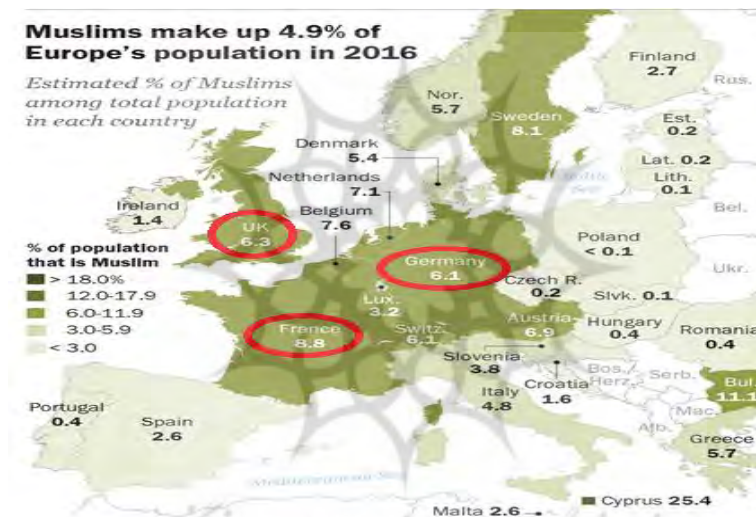 Muslims make up 4.9% of
Europe's population in 2016
Estimated % of Muslims
among total population
in each country
Finland
2.7
Rus.
Nor.
5.7
Sweden
8.1
Est.
0.2
Lat. 0.2
Lith.
0.1
Denmark
5.4
Netherlands
7.1
Belgium
7.6
Ireland
1.4
UK
6.3
Bel.
Poland
< 0.1
Germany
6.1
Ukr.
Czech R.
0.2
Slvk. 0.1
% of population
that is Muslim
> 18.0%
12.0-17.9
6.0-11.9
3.0-5.9
< 3.0
Lux.
3.2
France
8.8
Switz.
6.1
Austria
6.9
Hungary
0.4
Romania
0.4
Slovenia
3.8
Croatia
1.6
Bos./
Herz.
Serb.
Bul.
11.1
Italy
4.8
Mac.
Alb.
Portugal
0.4
Spain
2.6
Greece
5.7
Mediterranean Sea
Malta 2.6
Cyprus 25.4